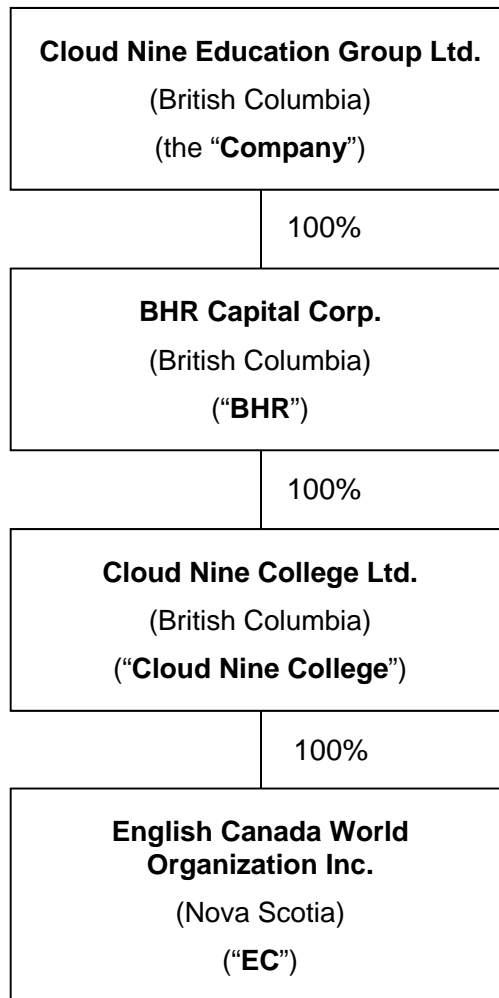 Cloud Nine Education Group Ltd.
(British Columbia)
(the “Company”)
100%
BHR Capital Corp.
(British Columbia)
(“BHR”)
100%
Cloud Nine College Ltd.
(British Columbia)
(“Cloud Nine College”)
100%
English Canada World
Organization Inc.
(Nova Scotia)
(“EC”)